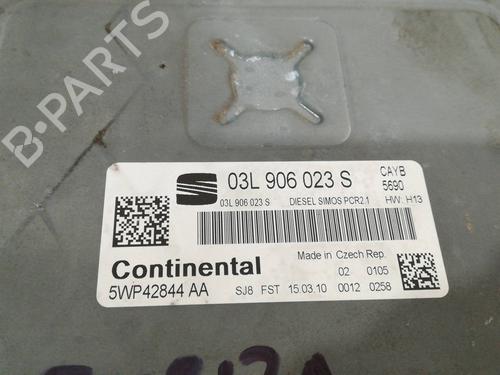 B-PARTS
03L 906 023 S
CAYB
5690
03L 906 023 S
DIESEL SIMOS PCR2.1
HW: H13
Continental
Made in Czech Rep.
02 0105
5WP42844 AA
SJ8 FST 15.03.10 0012 0258